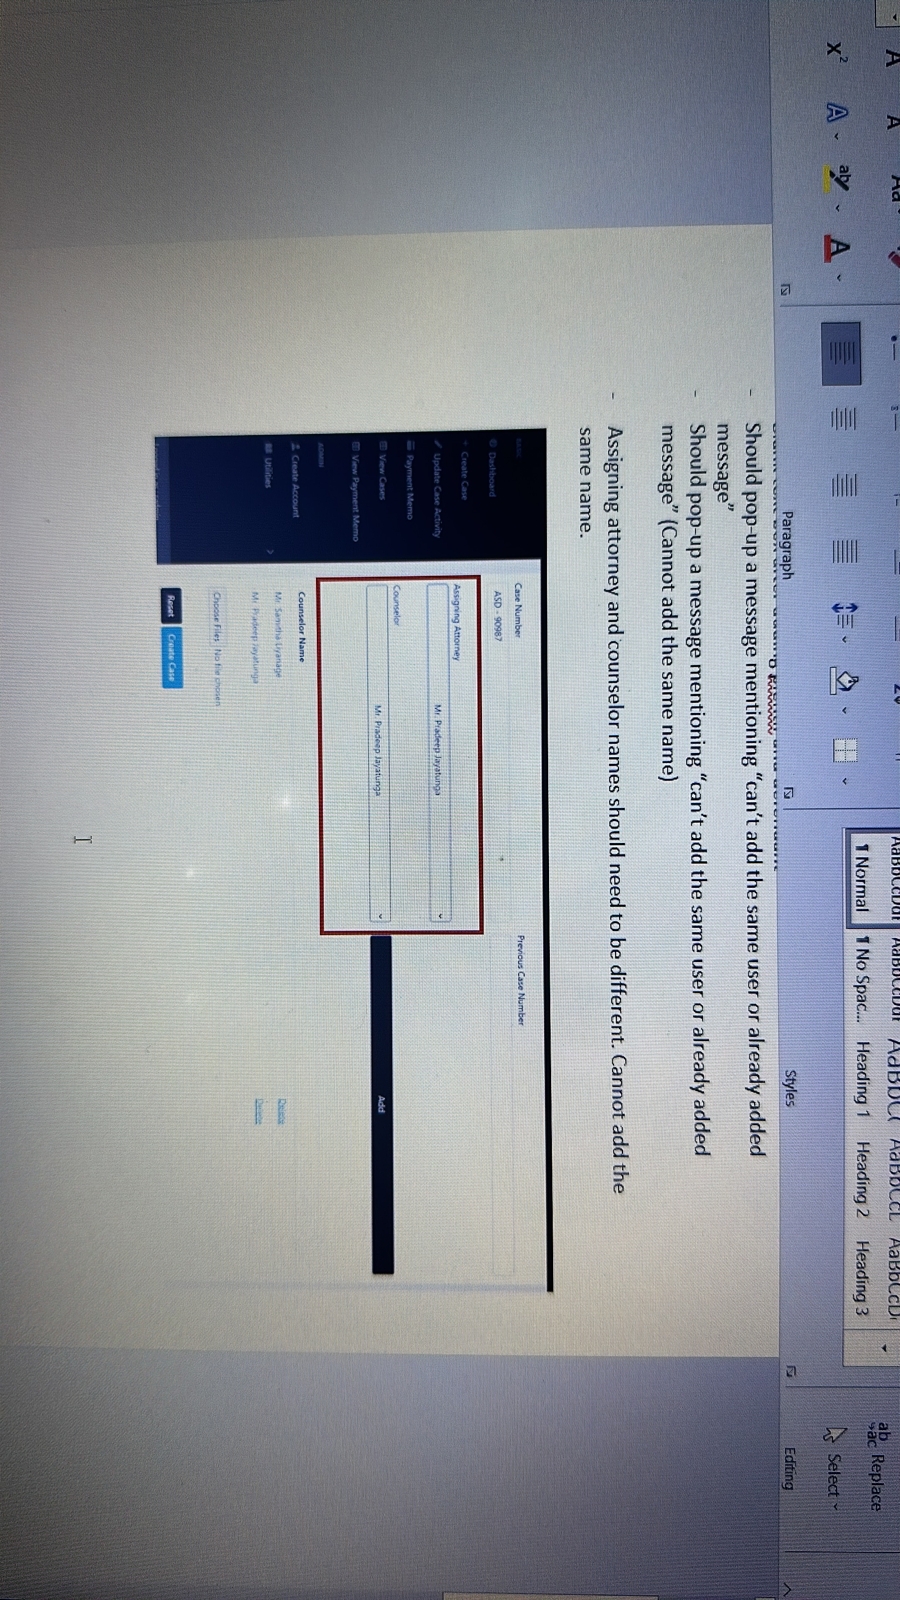 A A Aa
AaBbCcDdI AaBbCcDdI AaBbC( AaBbCcL AaBbCcDı
ab
ac Replace
x² A ab A
¶ Normal ¶ No Spac... Heading 1 Heading 2 Heading 3
Select
Paragraph Styles Editing
- Should pop-up a message mentioning “can’t add the same user or already added
message”
- Should pop-up a message mentioning “can’t add the same user or already added
message” (Cannot add the same name)
- Assigning attorney and counselor names should need to be different. Cannot add the
same name.
BASIC
Dashboard
Create Case
Update Case Activity
Payment Memo
View Cases
View Payment Memo
ADMIN
Create Account
Utilities
Case Number
ASD - 90987
Previous Case Number
Assigning Attorney
Mr. Pradeep Jayatunga
Counselor
Mr. Pradeep Jayatunga
Add
Counselor Name
Mr. Samitha Liyanage Delete
Mr. Pradeep Jayatunga Delete
Choose Files No file chosen
Reset Create Case